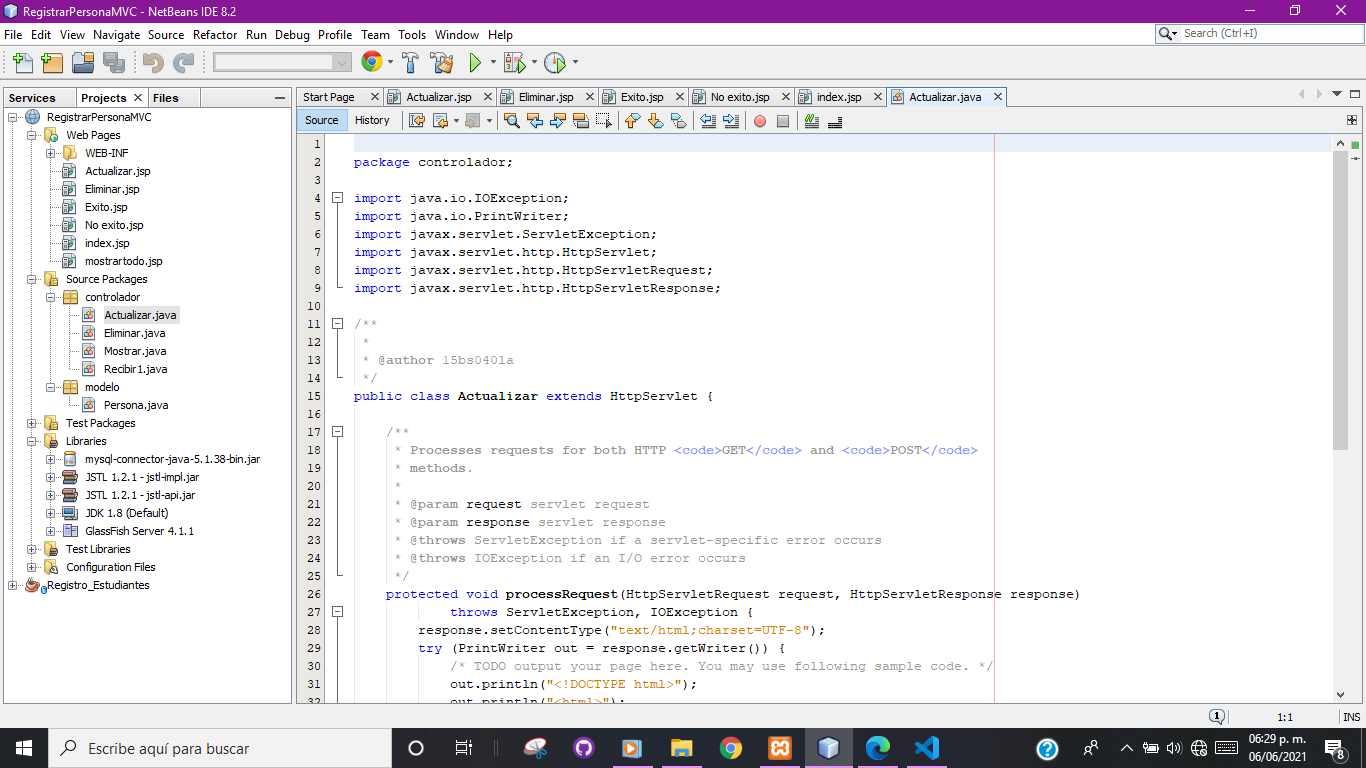 RegistrarPersonaMVC - NetBeans IDE 8.2
File Edit View Navigate Source Refactor Run Debug Profile Team Tools Window Help
Search (Ctrl+I)
Services Projects Files
Start Page Actualizar.jsp Eliminar.jsp Exito.jsp No exito.jsp index.jsp Actualizar.java
Source History
RegistrarPersonaMVC
Web Pages
WEB-INF
Actualizar.jsp
Eliminar.jsp
Exito.jsp
No exito.jsp
index.jsp
mostrartodo.jsp
Source Packages
controlador
Actualizar.java
Eliminar.java
Mostrar.java
Recibir1.java
modelo
Persona.java
Test Packages
Libraries
mysql-connector-java-5.1.38-bin.jar
JSTL 1.2.1 - jstl-impl.jar
JSTL 1.2.1 - jstl-api.jar
JDK 1.8 (Default)
GlassFish Server 4.1.1
Test Libraries
Configuration Files
Registro_Estudiantes
1
2 package controlador;
3
4 import java.io.IOException;
5 import java.io.PrintWriter;
6 import javax.servlet.ServletException;
7 import javax.servlet.http.HttpServlet;
8 import javax.servlet.http.HttpServletRequest;
9 import javax.servlet.http.HttpServletResponse;
10
11 /**
12 *
13 * @author l5bs040la
14 */
15 public class Actualizar extends HttpServlet {
16
17 /**
18 * Processes requests for both HTTP <code>GET</code> and <code>POST</code>
19 * methods.
20 *
21 * @param request servlet request
22 * @param response servlet response
23 * @throws ServletException if a servlet-specific error occurs
24 * @throws IOException if an I/O error occurs
25 */
26 protected void processRequest(HttpServletRequest request, HttpServletResponse response)
27 throws ServletException, IOException {
28 response.setContentType("text/html;charset=UTF-8");
29 try (PrintWriter out = response.getWriter()) {
30 /* TODO output your page here. You may use following sample code. */
31 out.println("<!DOCTYPE html>");
32 out.println("<html>");
1 1:1 INS
Escribe aquí para buscar
06:29 p. m.
06/06/2021
8